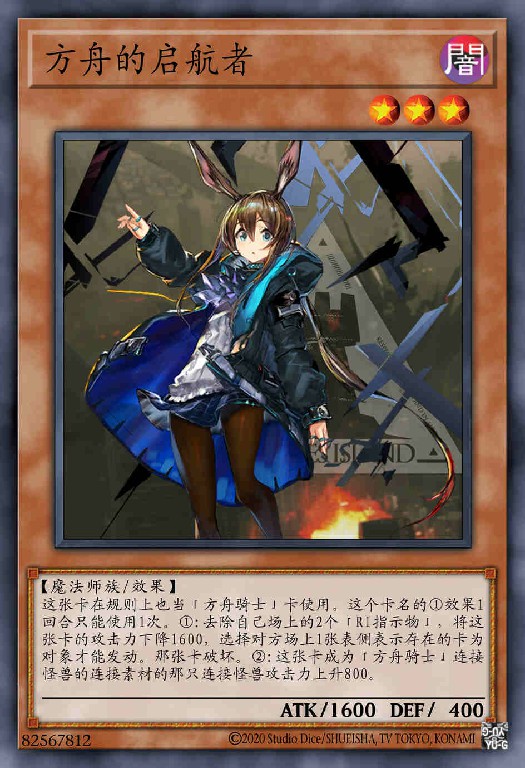 方舟的启航者
闇
ES ISLAND
【魔法师族/效果】
这张卡在规则上也当「方舟骑士」卡使用。这个卡名的①效果1
回合只能使用1次。①:去除自己场上的2个「RI指示物」,将这
张卡的攻击力下降1600,选择对方场上1张表侧表示存在的卡为
对象才能发动。那张卡破坏。②:这张卡成为「方舟骑士」连接
怪兽的连接素材的那只连接怪兽攻击力上升800。
ATK/1600 DEF/ 400
82567812
©2020 Studio Dice/SHUEISHA, TV TOKYO, KONAMI